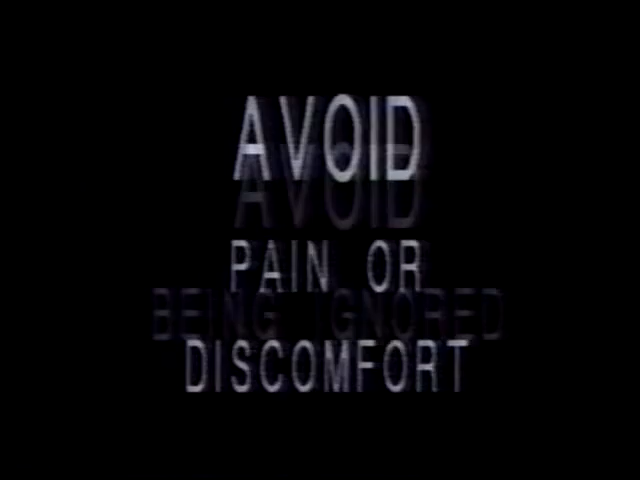 AVOID
AVOID
PAIN OR
BEING IGNORED
DISCOMFORT